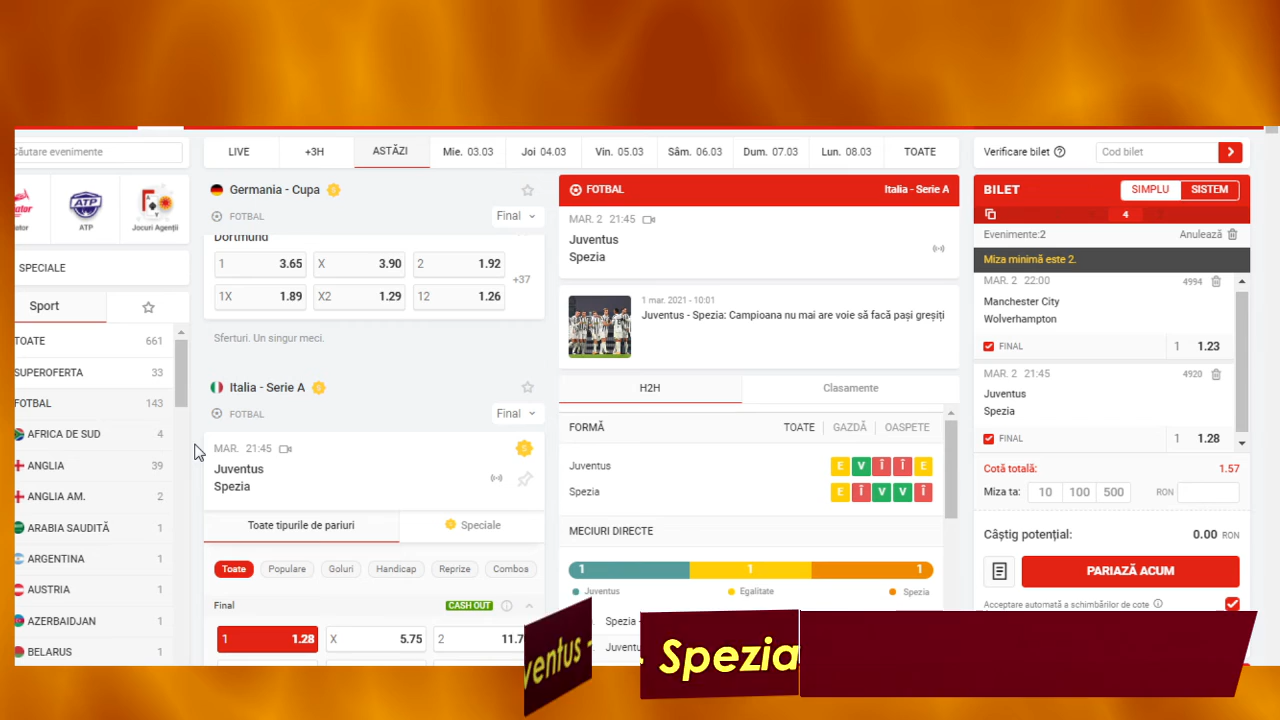 Căutare evenimente
LIVE
+3H
ASTĂZI
Mie. 03.03
Joi 04.03
Vin. 05.03
Sâm. 06.03
Dum. 07.03
Lun. 08.03
TOATE
Verificare bilet
Cod bilet
ATP
Jocuri Agenții
SPECIALE
Sport
TOATE 661
SUPEROFERTA 33
FOTBAL 143
AFRICA DE SUD 4
ANGLIA 39
ANGLIA AM. 2
ARABIA SAUDITĂ 1
ARGENTINA 1
AUSTRIA 1
AZERBAIDJAN 1
BELARUS 1
Germania - Cupa
FOTBAL
Final
Dortmund
1 3.65 X 3.90 2 1.92
+37
1X 1.89 X2 1.29 12 1.26
Sferturi. Un singur meci.
Italia - Serie A
FOTBAL
Final
MAR. 21:45
Juventus
Spezia
Toate tipurile de pariuri
Speciale
Toate
Populare
Goluri
Handicap
Reprize
Combos
Final
CASH OUT
1 1.28 X 5.75 2 11.7
FOTBAL
Italia - Serie A
MAR. 2 21:45
Juventus
Spezia
1 mar. 2021 - 10:01
Juventus - Spezia: Campioana nu mai are voie să facă pași greșiți
H2H
Clasamente
FORMĂ
TOATE
GAZDĂ
OASPETE
Juventus E V Î Î E
Spezia E Î V V Î
MECIURI DIRECTE
1 1 1
Juventus
Egalitate
Spezia
Spezia -
Juventu
BILET
SIMPLU
SISTEM
4
Evenimente:2
Anulează
Miza minimă este 2.
MAR. 2 22:00
4994
Manchester City
Wolverhampton
FINAL
1 1.23
MAR. 2 21:45
4920
Juventus
Spezia
FINAL
1 1.28
Cotă totală: 1.57
Miza ta: 10 100 500 RON
Câștig potențial: 0.00 RON
PARIAZĂ ACUM
Acceptare automată a schimbărilor de cote
ventus -
- Spezia